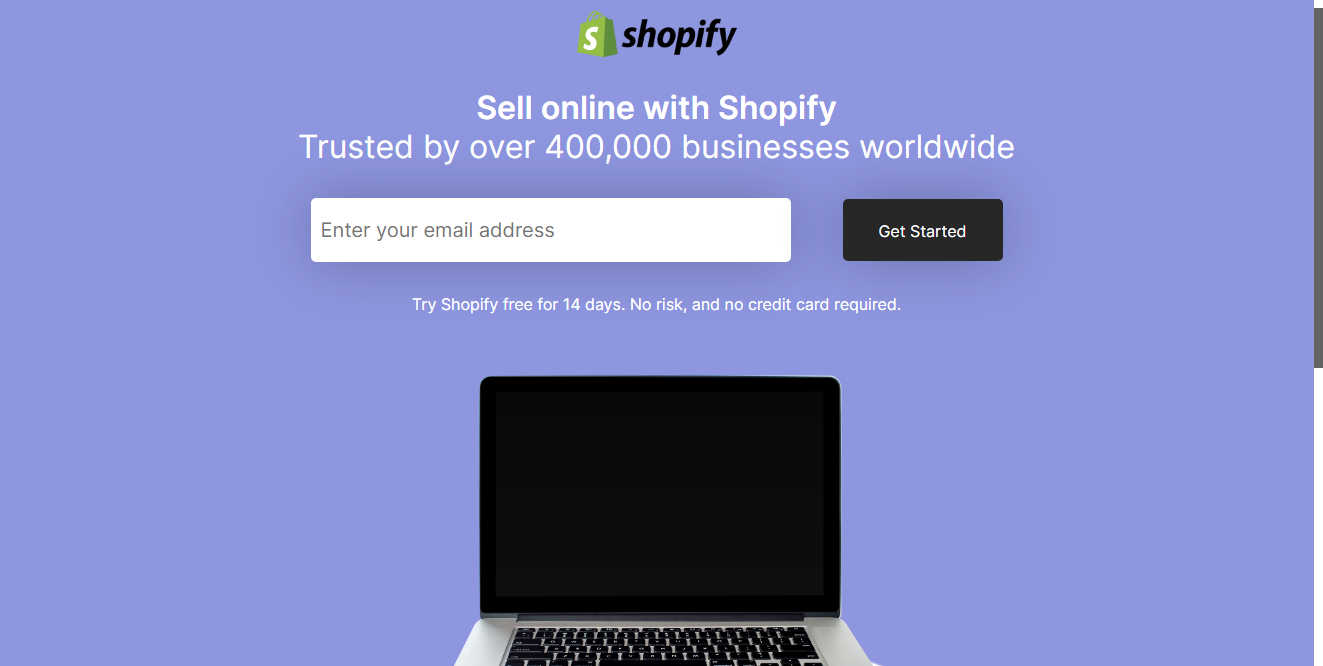 shopify
Sell online with Shopify
Trusted by over 400,000 businesses worldwide
Enter your email address
Get Started
Try Shopify free for 14 days. No risk, and no credit card required.